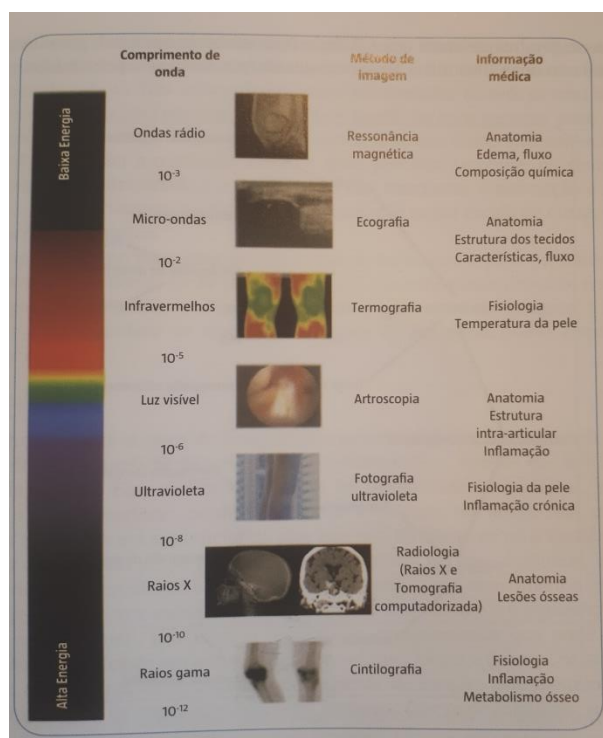 Comprimento de
onda
Método de
imagem
Informação
médica
Baixa Energia
Ondas rádio
Ressonância
magnética
Anatomia
Edema, fluxo
Composição química
10-3
Micro-ondas
Ecografia
Anatomia
Estrutura dos tecidos
Características, fluxo
10-2
Infravermelhos
Termografia
Fisiologia
Temperatura da pele
10-5
Luz visível
Artroscopia
Anatomia
Estrutura
intra-articular
Inflamação
10-6
Ultravioleta
Fotografia
ultravioleta
Fisiologia da pele
Inflamação crónica
10-8
Raios X
Radiologia
(Raios X e
Tomografia
computadorizada)
Anatomia
Lesões ósseas
10-10
Alta Energia
Raios gama
Cintilografia
Fisiologia
Inflamação
Metabolismo ósseo
10-12